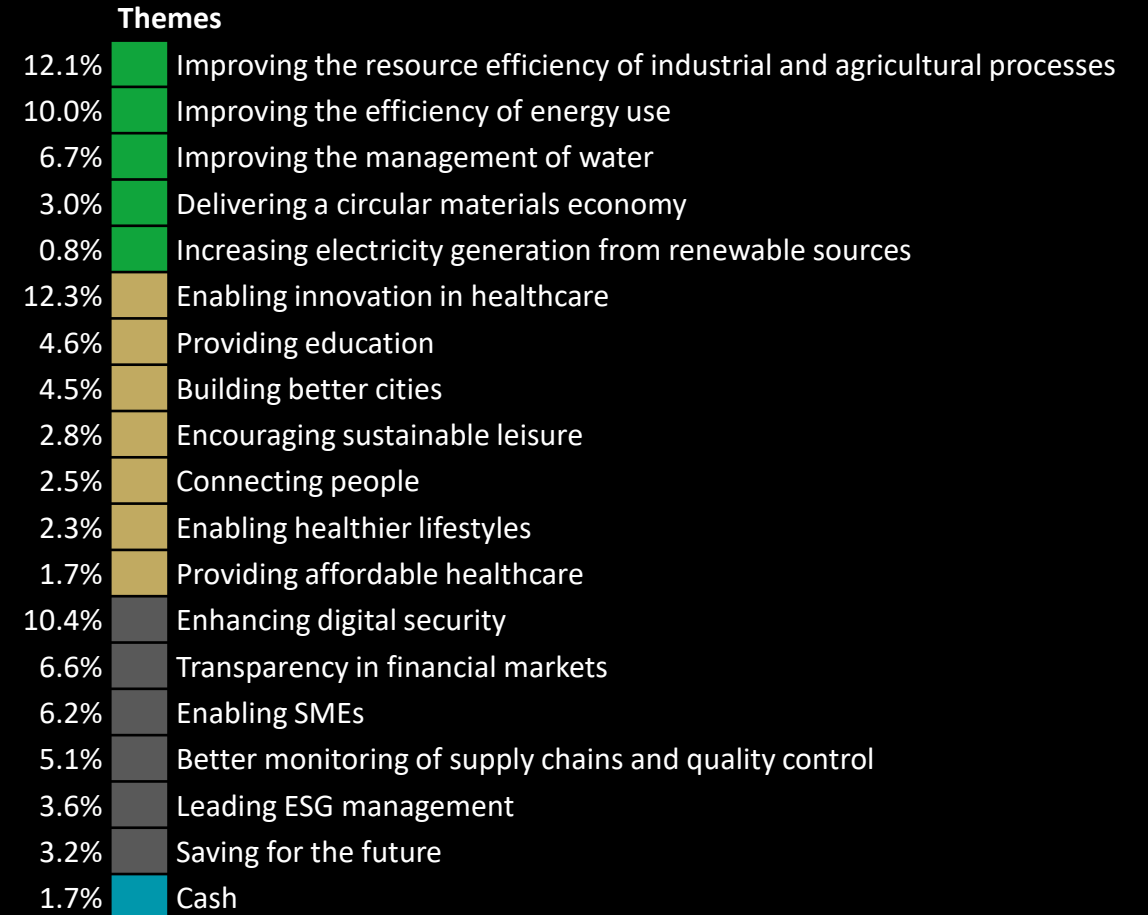 Themes
12.1% Improving the resource efficiency of industrial and agricultural processes
10.0% Improving the efficiency of energy use
6.7% Improving the management of water
3.0% Delivering a circular materials economy
0.8% Increasing electricity generation from renewable sources
12.3% Enabling innovation in healthcare
4.6% Providing education
4.5% Building better cities
2.8% Encouraging sustainable leisure
2.5% Connecting people
2.3% Enabling healthier lifestyles
1.7% Providing affordable healthcare
10.4% Enhancing digital security
6.6% Transparency in financial markets
6.2% Enabling SMEs
5.1% Better monitoring of supply chains and quality control
3.6% Leading ESG management
3.2% Saving for the future
1.7% Cash